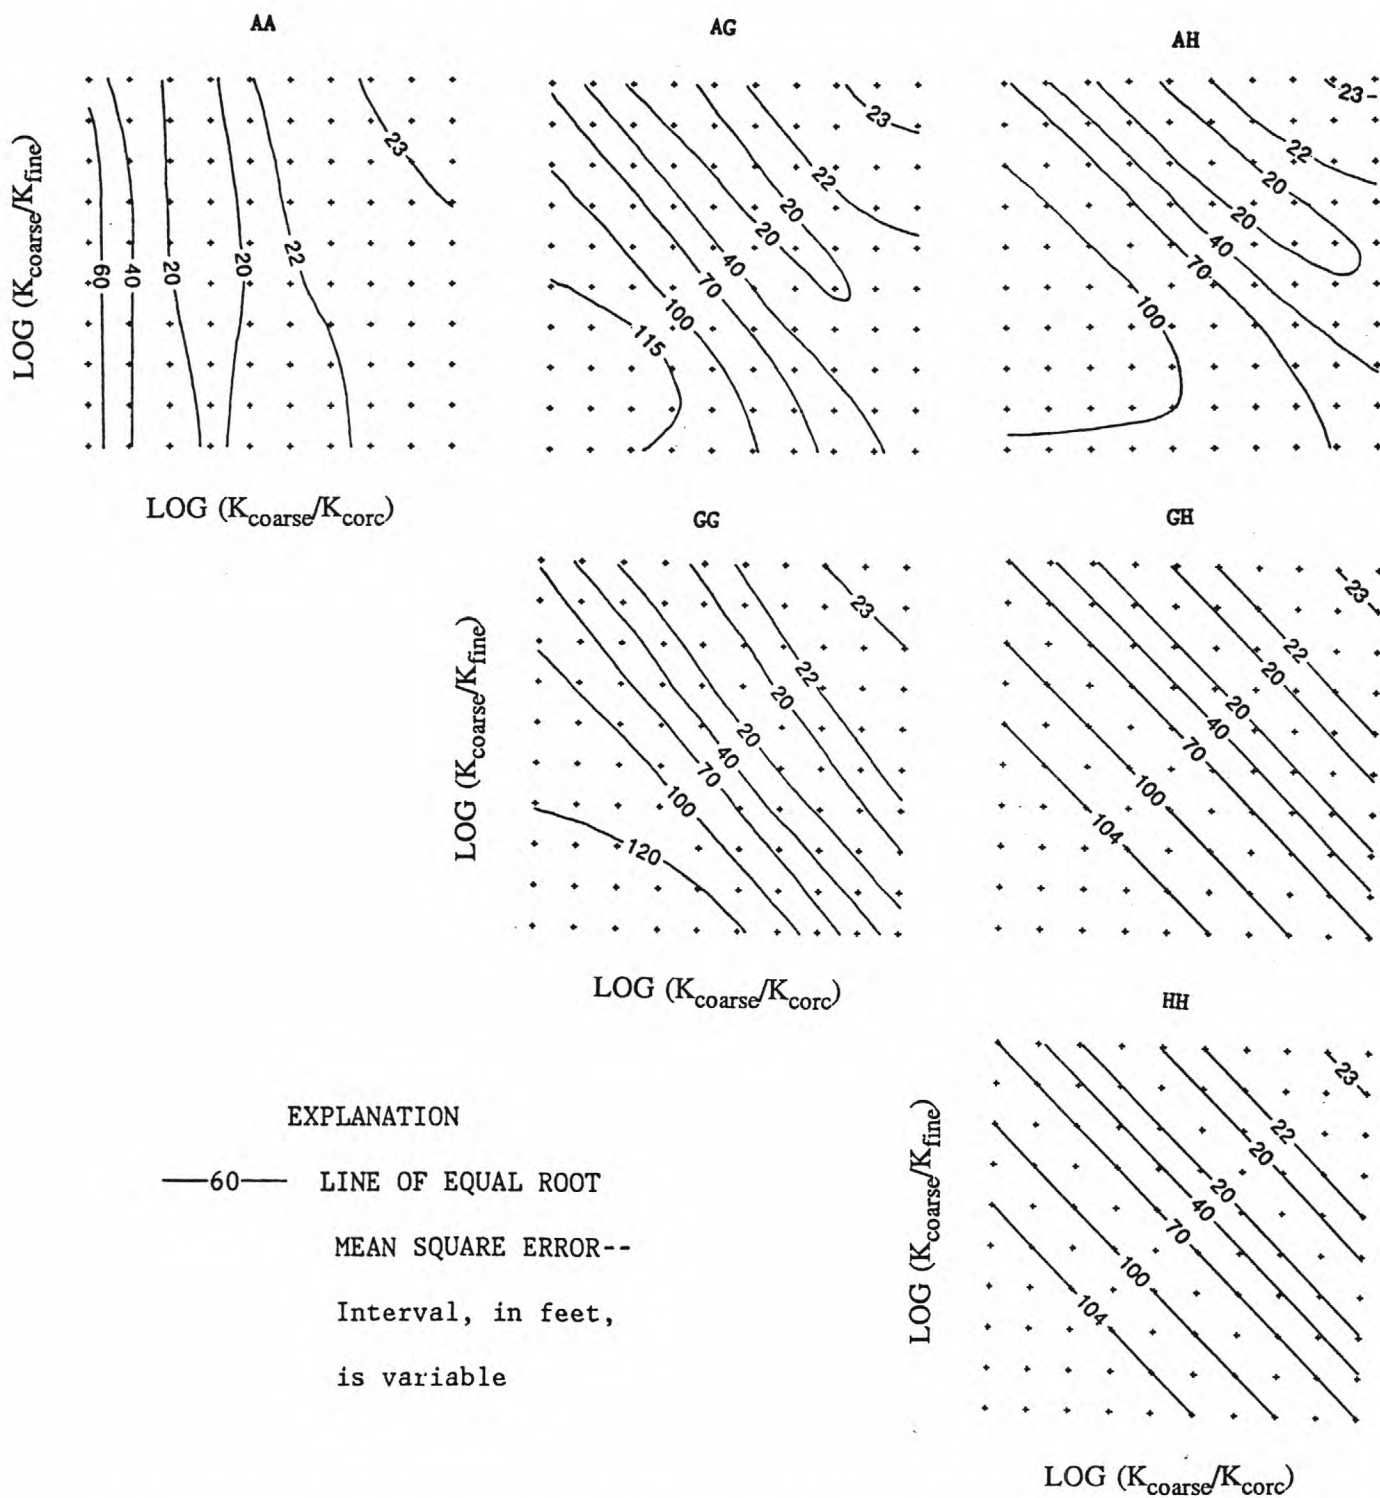 AA
AG
AH
LOG (Kcoarse/Kfine)
60
40
20
20
22
23
115
100
70
40
20
20
22
23
100
70
40
20
20
22
23
LOG (Kcoarse/Kcorc)
GG
GH
LOG (Kcoarse/Kfine)
120
100
70
40
20
20
22
23
104
100
70
40
20
20
22
23
LOG (Kcoarse/Kcorc)
HH
LOG (Kcoarse/Kfine)
104
100
70
40
20
20
22
23
LOG (Kcoarse/Kcorc)
EXPLANATION
60 LINE OF EQUAL ROOT
MEAN SQUARE ERROR--
Interval, in feet,
is variable